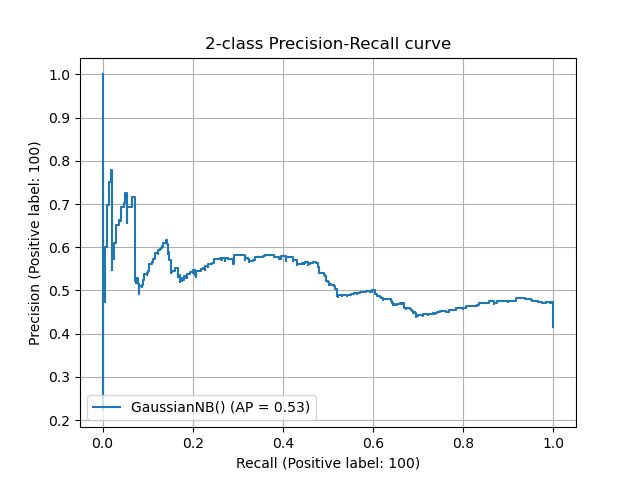 2-class Precision-Recall curve
Precision (Positive label: 100)
1.0
0.9
0.8
0.7
0.6
0.5
0.4
0.3
0.2
GaussianNB() (AP = 0.53)
0.0 0.2 0.4 0.6 0.8 1.0
Recall (Positive label: 100)